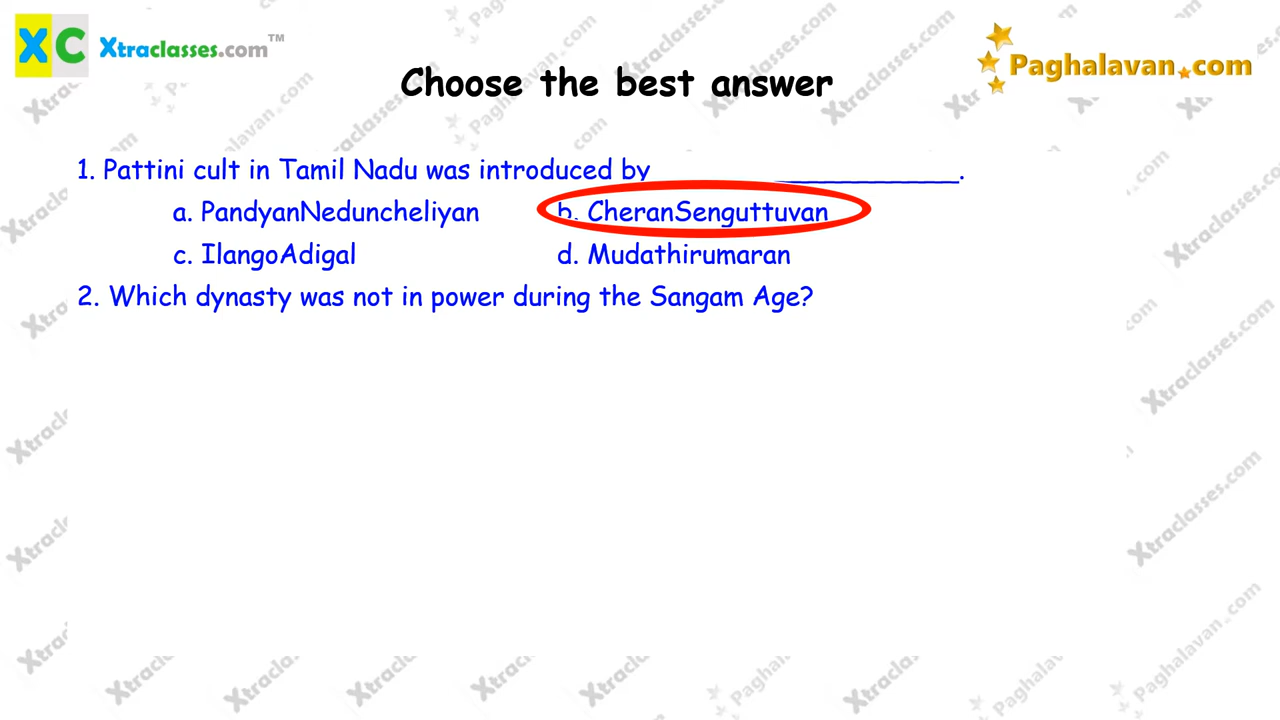 XC Xtraclasses.com™
Paghalavan.com
Choose the best answer
1. Pattini cult in Tamil Nadu was introduced by ____________.
a. PandyanNeduncheliyan b. CheranSenguttuvan
c. IlangoAdigal d. Mudathirumaran
2. Which dynasty was not in power during the Sangam Age?